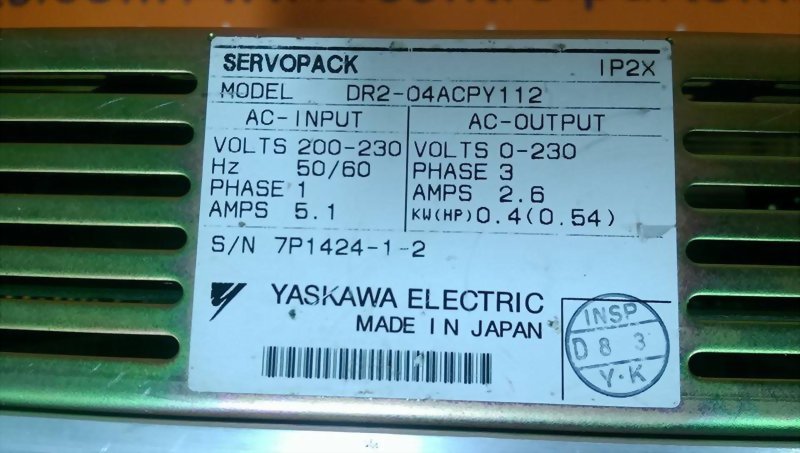 SERVOPACK IP2X
MODEL DR2-04ACPY112
AC-INPUT AC-OUTPUT
VOLTS 200-230 VOLTS 0-230
Hz 50/60 PHASE 3
PHASE 1 AMPS 2.6
AMPS 5.1 KW(HP) 0.4(0.54)
S/N 7P1424-1-2
YASKAWA ELECTRIC
MADE IN JAPAN
INSP
D 8 3
Y·K